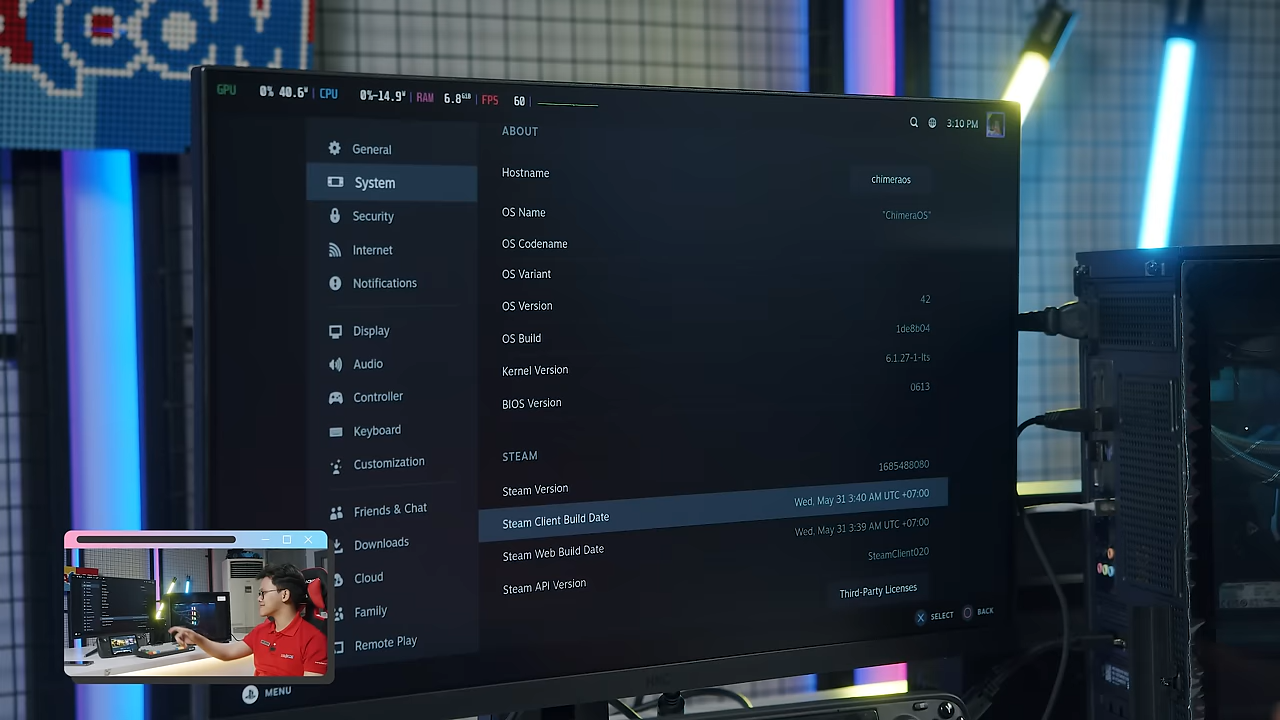 GPU 0% 40.6W | CPU 0%-14.9W | RAM 6.8GiB | FPS 60
3:10 PM
General
System
Security
Internet
Notifications
Display
Audio
Controller
Keyboard
Customization
Friends & Chat
Downloads
Cloud
Family
Remote Play
ABOUT
Hostname chimeraos
OS Name "ChimeraOS"
OS Codename
OS Variant
OS Version 42
OS Build 1de8b04
Kernel Version 6.1.27-1-lts
BIOS Version 0613
STEAM
Steam Version 1685488080
Steam Client Build Date Wed, May 31 3:40 AM UTC +07:00
Steam Web Build Date Wed, May 31 3:39 AM UTC +07:00
Steam API Version SteamClient020
Third-Party Licenses
SELECT BACK
MENU